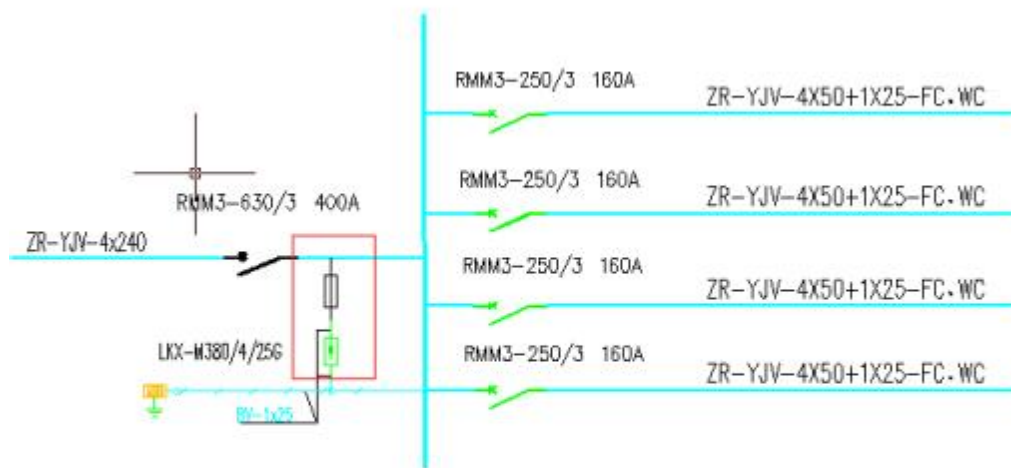 RMM3-250/3 160A
ZR-YJV-4X50+1X25-FC.WC
RMM3-250/3 160A
ZR-YJV-4X50+1X25-FC.WC
RMM3-630/3 400A
ZR-YJV-4x240
RMM3-250/3 160A
ZR-YJV-4X50+1X25-FC.WC
LKX-M380/4/25G
RMM3-250/3 160A
ZR-YJV-4X50+1X25-FC.WC
BV-1x25